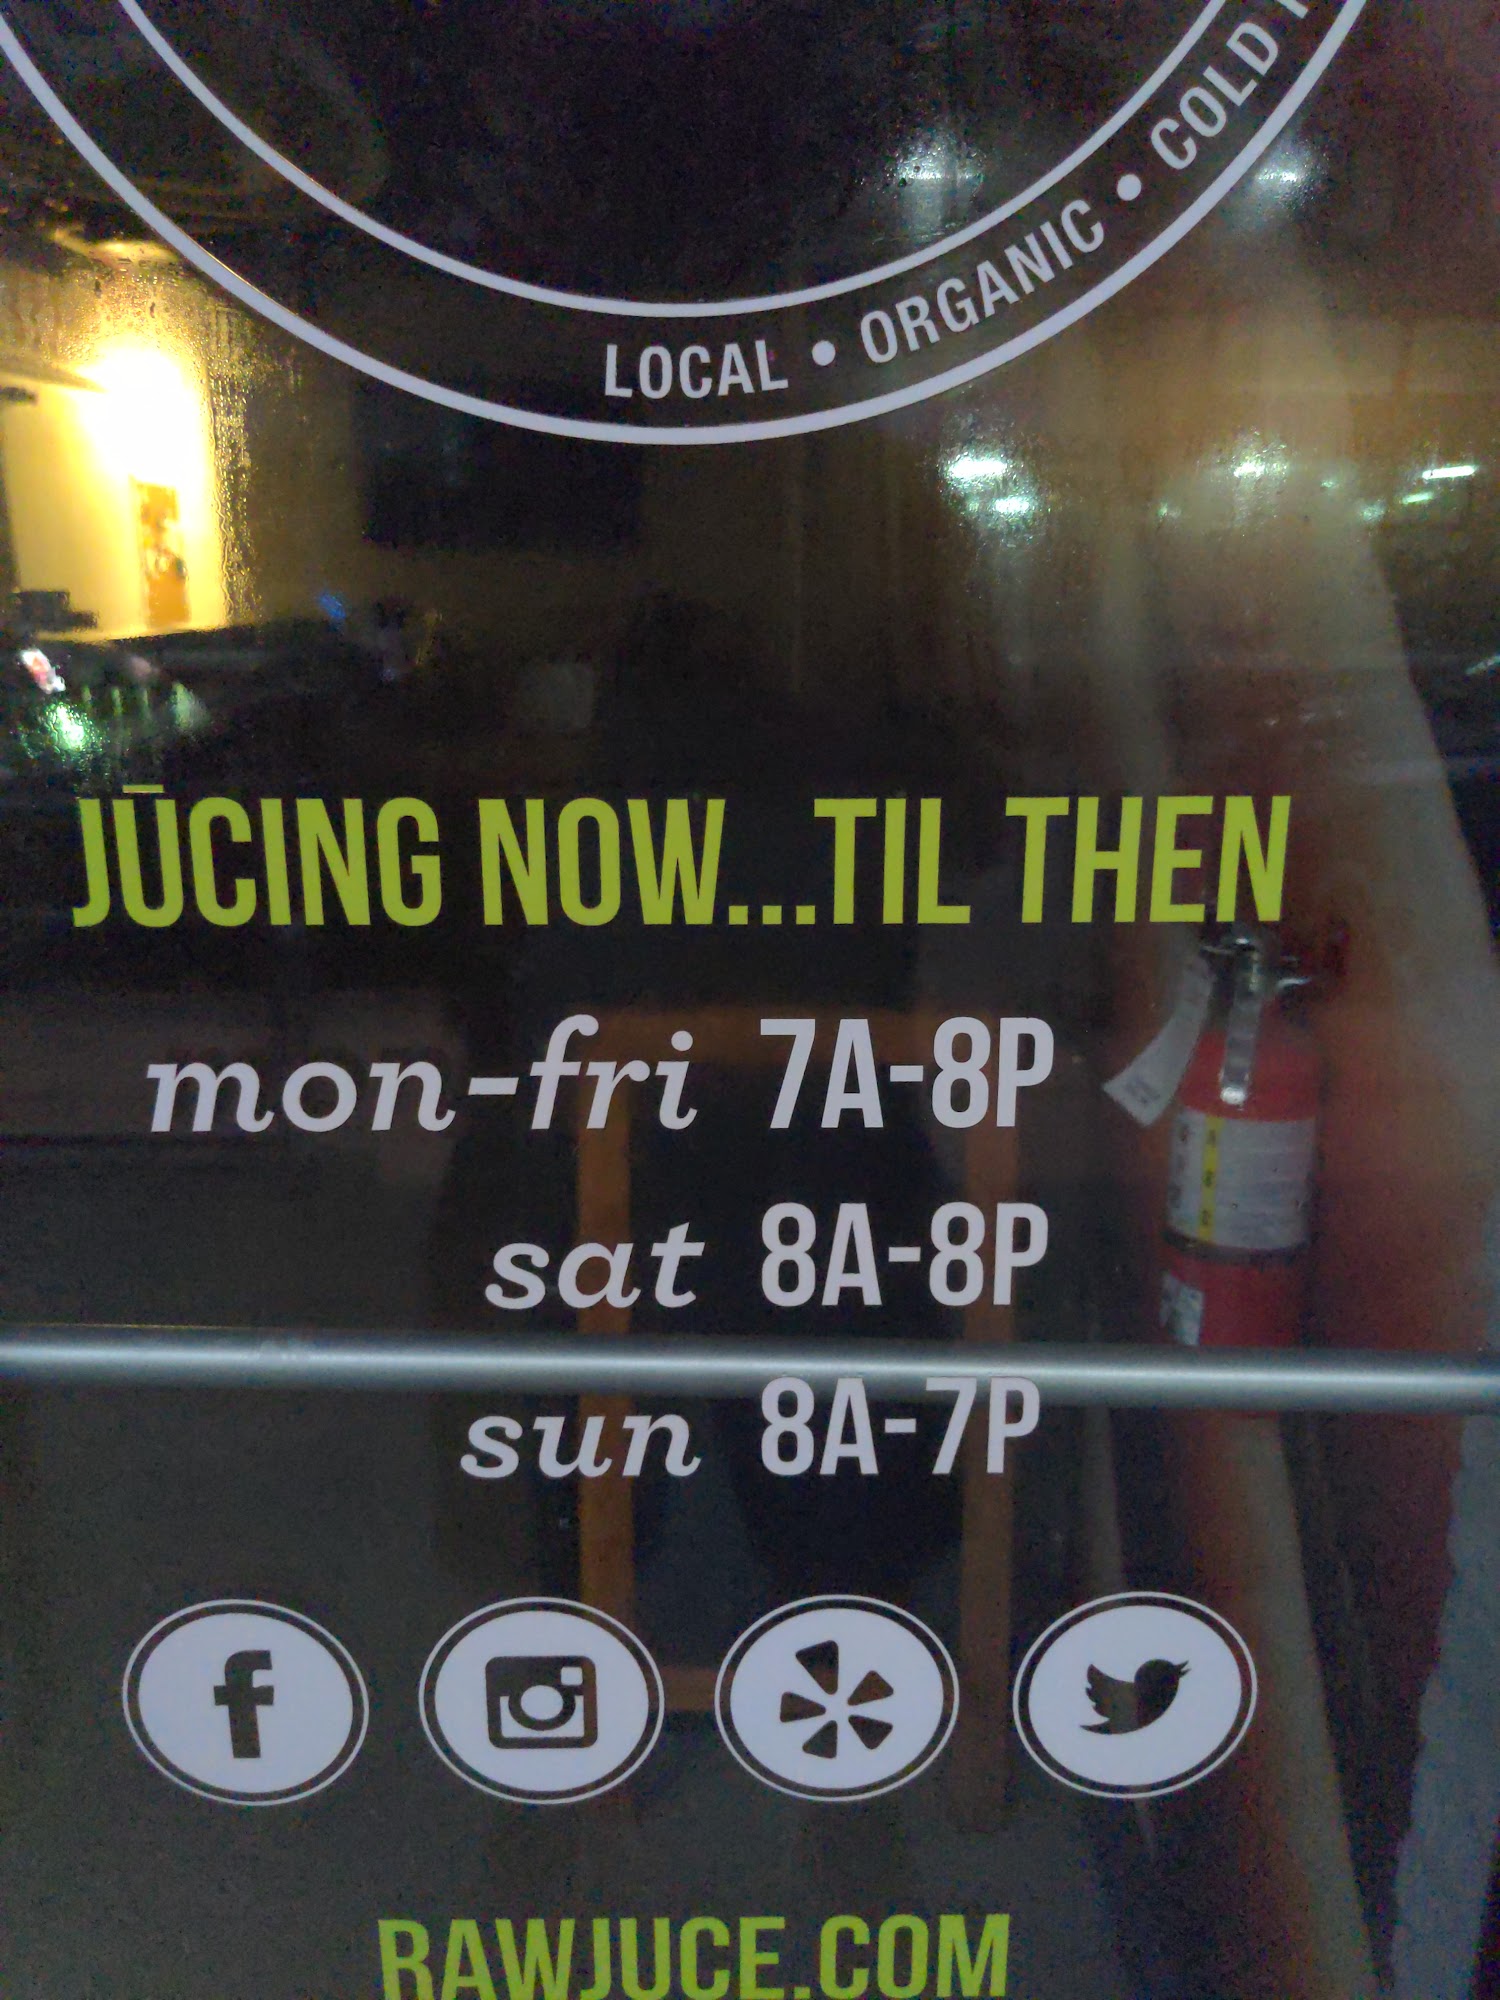 LOCAL • ORGANIC • COLD
JŪCING NOW...TIL THEN
mon-fri 7A-8P
sat 8A-8P
sun 8A-7P
RAWJUCE.COM